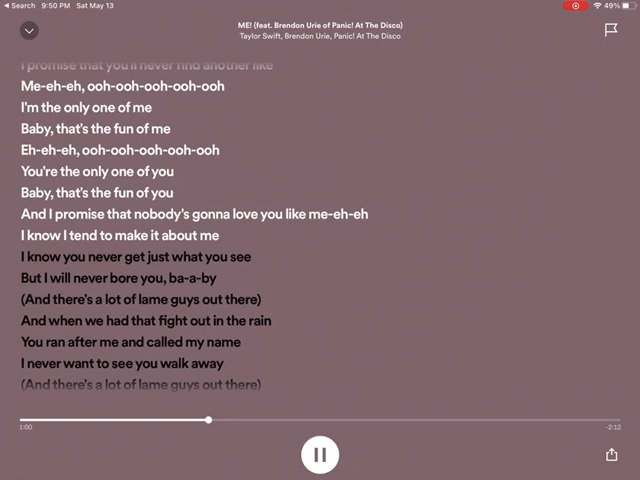 ◀ Search 9:50 PM Sat May 13 49%
ME! (feat. Brendon Urie of Panic! At The Disco)
Taylor Swift, Brendon Urie, Panic! At The Disco
I promise that you'll never find another like
Me-eh-eh, ooh-ooh-ooh-ooh-ooh
I'm the only one of me
Baby, that's the fun of me
Eh-eh-eh, ooh-ooh-ooh-ooh-ooh
You're the only one of you
Baby, that's the fun of you
And I promise that nobody's gonna love you like me-eh-eh
I know I tend to make it about me
I know you never get just what you see
But I will never bore you, ba-a-by
(And there's a lot of lame guys out there)
And when we had that fight out in the rain
You ran after me and called my name
I never want to see you walk away
(And there's a lot of lame guys out there)
1:00 -2:12